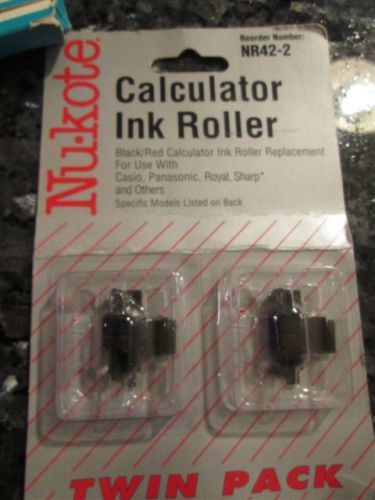 Reorder Number:
NR42-2
Nu-kote
Calculator
Ink Roller
Black/Red Calculator Ink Roller Replacement
For Use With
Casio, Panasonic, Royal, Sharp*
and Others
Specific Models Listed on Back
TWIN PACK